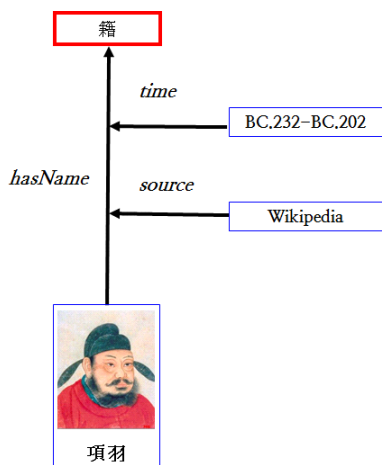 籍
time
BC.232-BC.202
hasName
source
Wikipedia
項羽